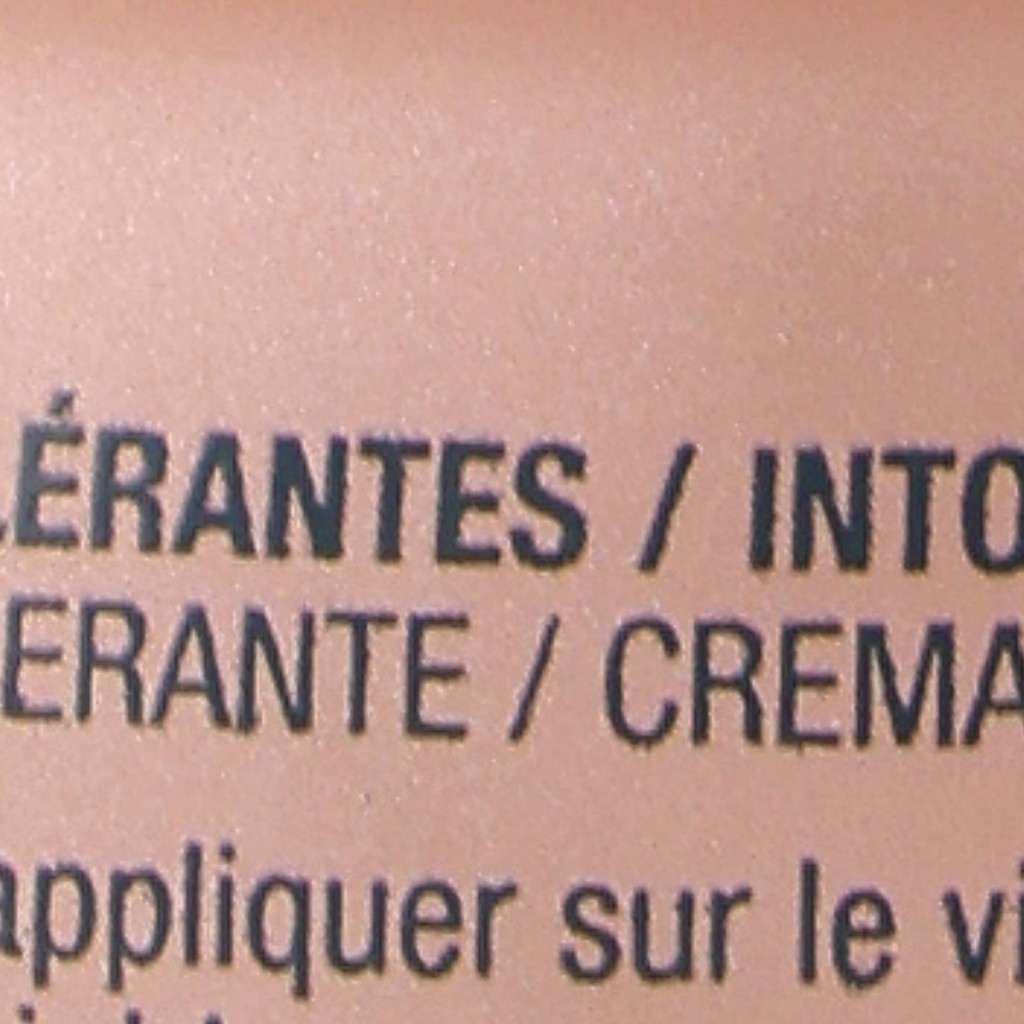 LÉRANTES / INTO
ERANTE / CREMA
appliquer sur le vi